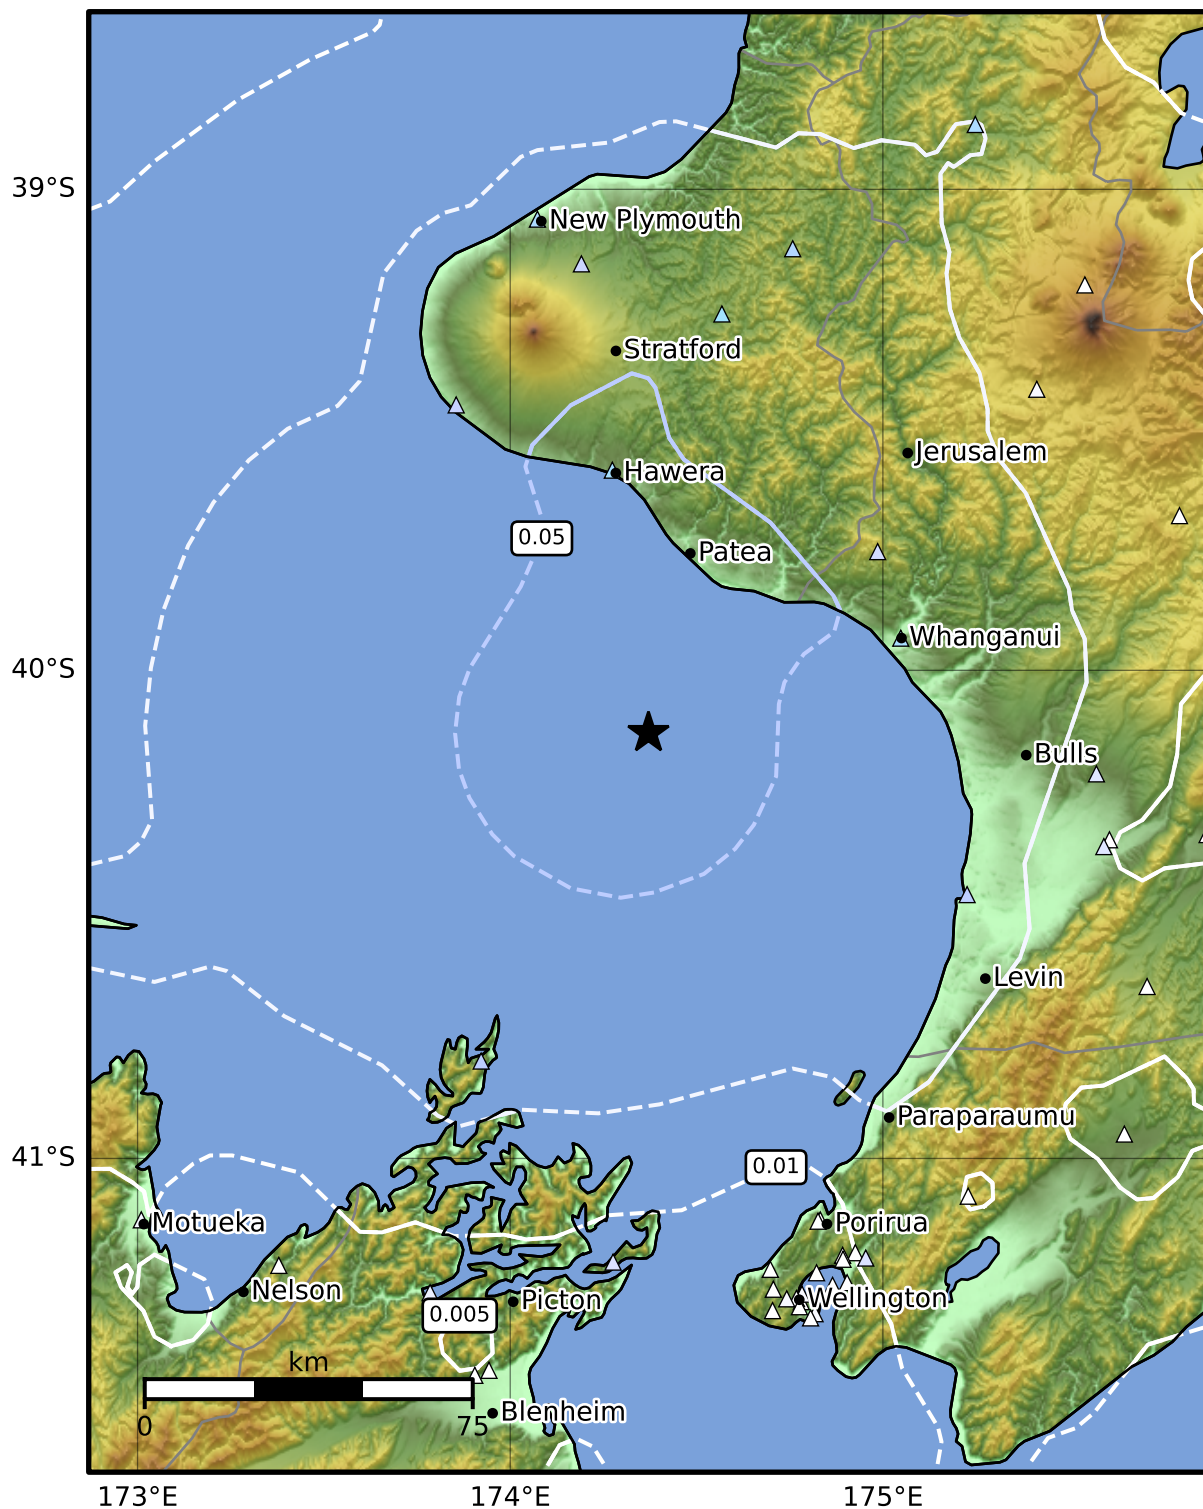 39°S
New Plymouth
Stratford
Jerusalem
Hawera
0.05
Patea
Whanganui
40°S
Bulls
Levin
Paraparaumu
41°S
0.01
Motueka
Porirua
Nelson
Picton
Wellington
0.005
km
0
75
Blenheim
173°E
174°E
175°E